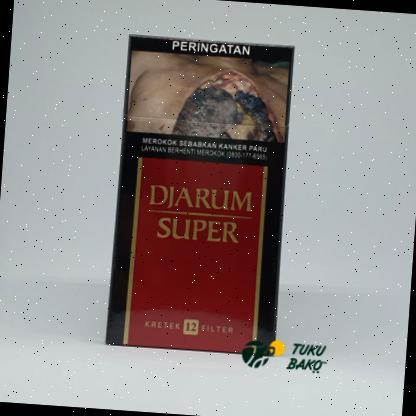 PERINGATAN
MEROKOK SEBABKAN KANKER PARU
LAYANAN BERHENTI MEROKOK (0800-177-6565)
DJARUM
SUPER
KRETEK 12 FILTER
TUKU
BAKO